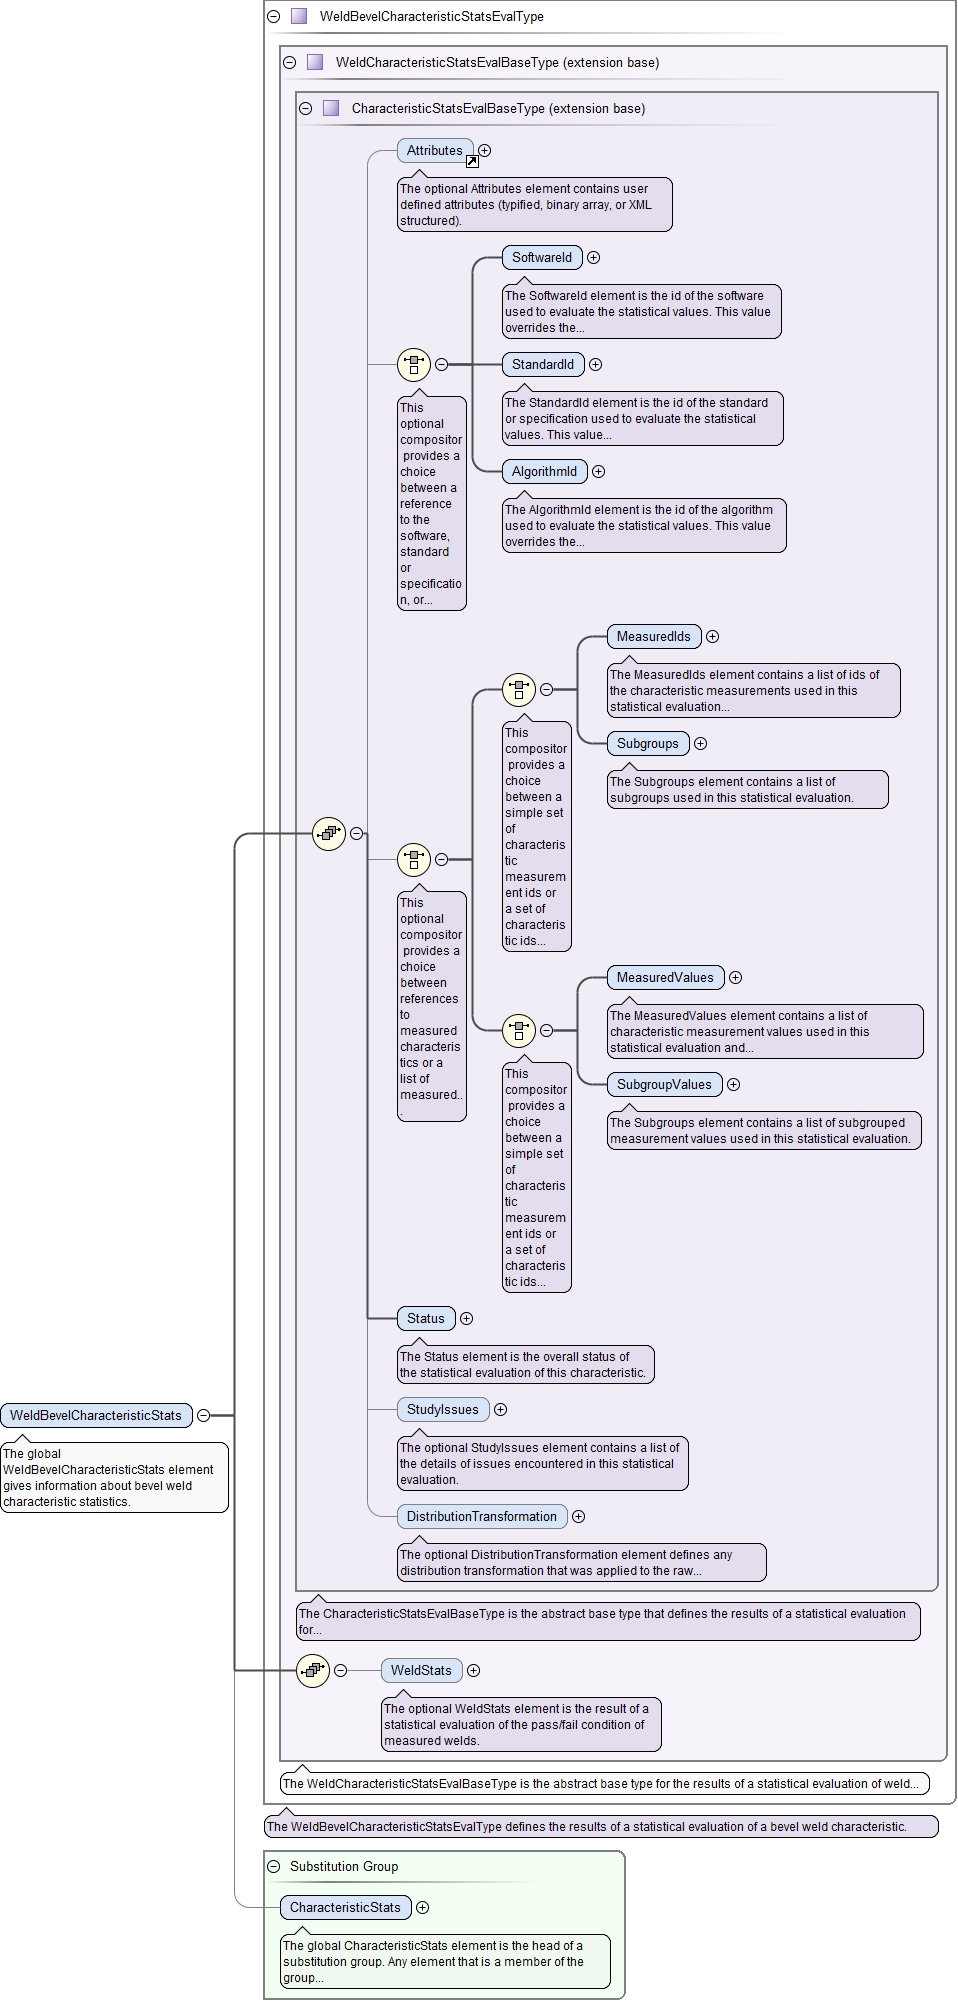 WeldBevelCharacteristicStatsEvalType
WeldCharacteristicStatsEvalBaseType (extension base)
CharacteristicStatsEvalBaseType (extension base)
Attributes
The optional Attributes element contains user
defined attributes (typified, binary array, or XML
structured).
SoftwareId
The SoftwareId element is the id of the software
used to evaluate the statistical values. This value
overrides the...
StandardId
The StandardId element is the id of the standard
or specification used to evaluate the statistical
values. This value...
AlgorithmId
The AlgorithmId element is the id of the algorithm
used to evaluate the statistical values. This value
overrides the...
This
optional
compositor
provides a
choice
between a
reference
to the
software,
standard
or
specificatio
n, or...
MeasuredIds
The MeasuredIds element contains a list of ids of
the characteristic measurements used in this
statistical evaluation...
Subgroups
The Subgroups element contains a list of
subgroups used in this statistical evaluation.
This
compositor
provides a
choice
between a
simple set
of
characteris
tic
measurem
ent ids or
a set of
characteris
tic ids...
This
optional
compositor
provides a
choice
between
references
to
measured
characteris
tics or a
list of
measured..
.
MeasuredValues
The MeasuredValues element contains a list of
characteristic measurement values used in this
statistical evaluation and...
SubgroupValues
The Subgroups element contains a list of subgrouped
measurement values used in this statistical evaluation.
This
compositor
provides a
choice
between a
simple set
of
characteris
tic
measurem
ent ids or
a set of
characteris
tic ids...
Status
The Status element is the overall status of
the statistical evaluation of this characteristic.
StudyIssues
The optional StudyIssues element contains a list of
the details of issues encountered in this statistical
evaluation.
DistributionTransformation
The optional DistributionTransformation element defines any
distribution transformation that was applied to the raw...
The CharacteristicStatsEvalBaseType is the abstract base type that defines the results of a statistical evaluation
for...
WeldStats
The optional WeldStats element is the result of a
statistical evaluation of the pass/fail condition of
measured welds.
The WeldCharacteristicStatsEvalBaseType is the abstract base type for the results of a statistical evaluation of weld...
The WeldBevelCharacteristicStatsEvalType defines the results of a statistical evaluation of a bevel weld characteristic.
WeldBevelCharacteristicStats
The global
WeldBevelCharacteristicStats element
gives information about bevel weld
characteristic statistics.
Substitution Group
CharacteristicStats
The global CharacteristicStats element is the head of a
substitution group. Any element that is a member of the
group...